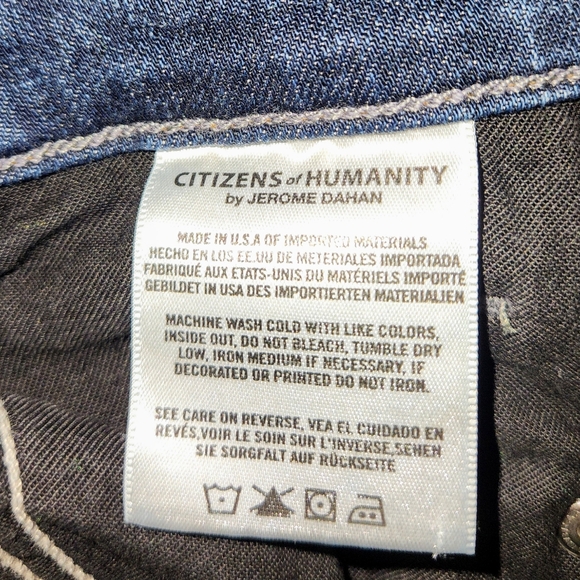 CITIZENS of HUMANITY
by JEROME DAHAN
MADE IN U.S.A OF IMPORTED MATERIALS
HECHO EN LOS EE.UU DE METERIALES IMPORTADA
FABRIQUÉ AUX ETATS-UNIS DU MATÉRIELS IMPORTÉ
GEBILDET IN USA DES IMPORTIERTEN MATERIALIEN
MACHINE WASH COLD WITH LIKE COLORS,
INSIDE OUT, DO NOT BLEACH, TUMBLE DRY
LOW, IRON MEDIUM IF NECESSARY, IF
DECORATED OR PRINTED DO NOT IRON.
SEE CARE ON REVERSE, VEA EL CUIDADO EN
REVÉS,VOIR LE SOIN SUR L'INVERSE,SEHEN
SIE SORGFALT AUF RÜCKSEITE